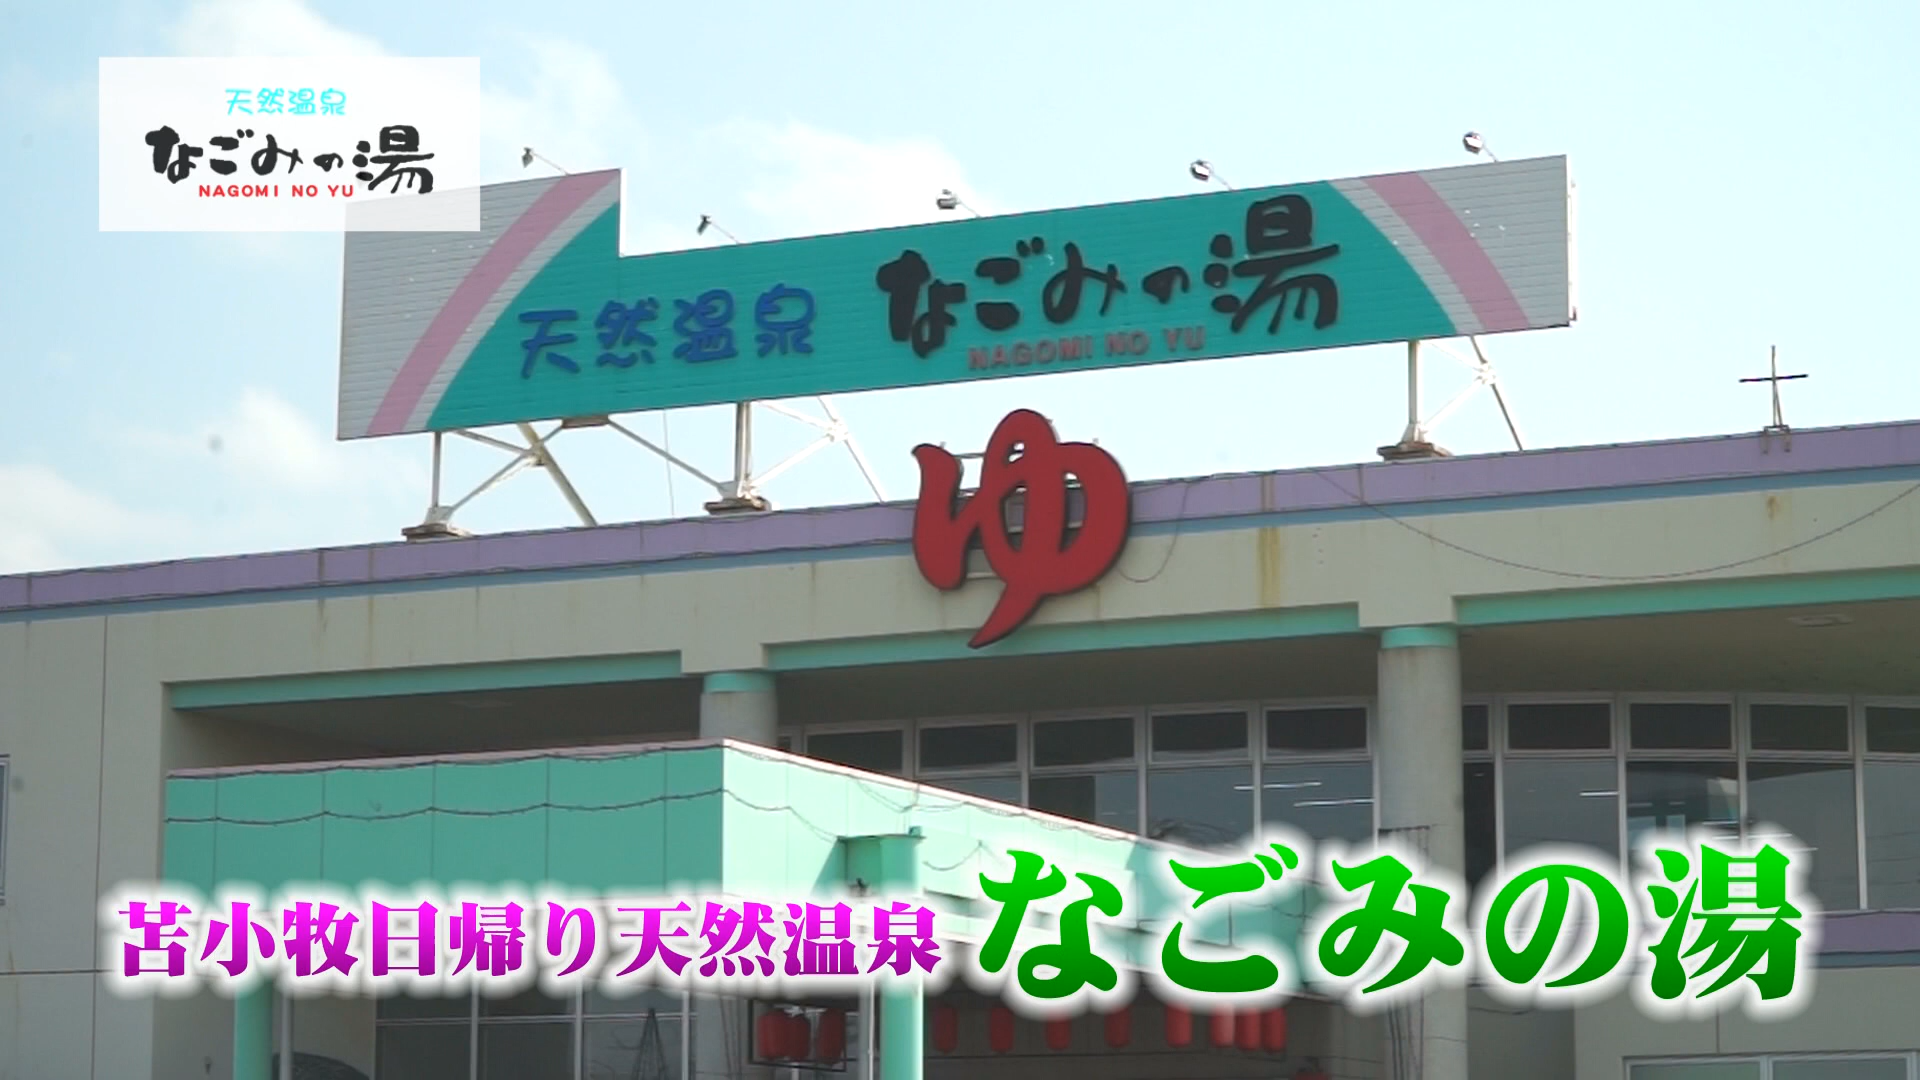 天然温泉
なごみの湯
NAGOMI NO YU
天然温泉 なごみの湯
NAGOMI NO YU
ゆ
苫小牧日帰り天然温泉 なごみの湯